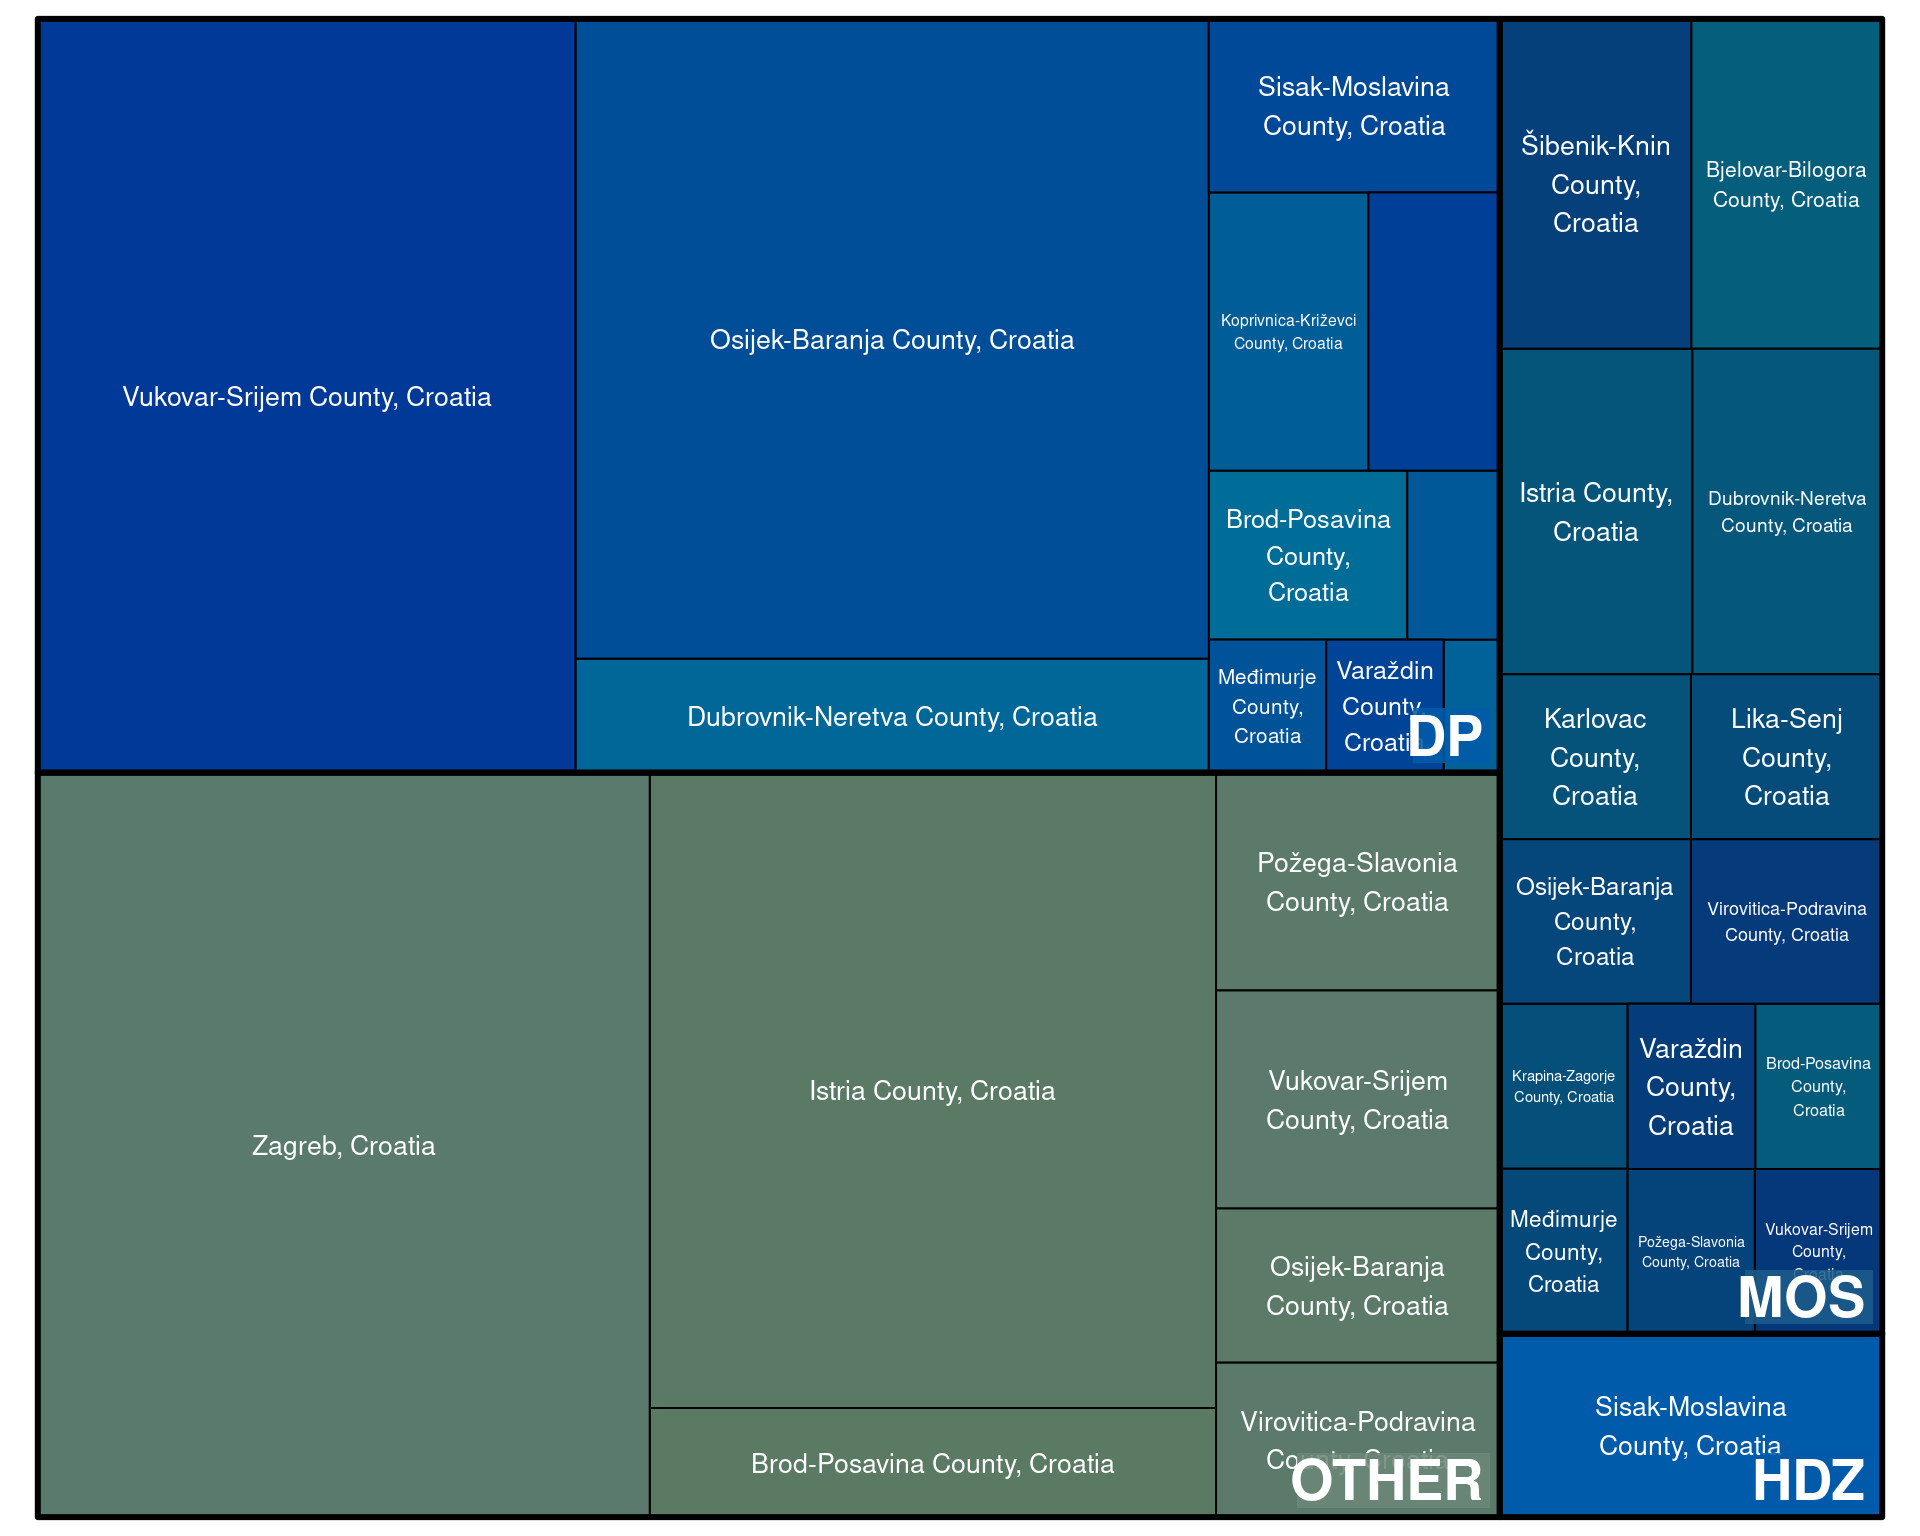 Vukovar-Srijem County, Croatia
Osijek-Baranja County, Croatia
Dubrovnik-Neretva County, Croatia
Sisak-Moslavina
County, Croatia
Koprivnica-Križevci
County, Croatia
Brod-Posavina
County,
Croatia
Međimurje
County,
Croatia
Varaždin
County,
Croatia
DP
Zagreb, Croatia
Istria County, Croatia
Brod-Posavina County, Croatia
Požega-Slavonia
County, Croatia
Vukovar-Srijem
County, Croatia
Osijek-Baranja
County, Croatia
Virovitica-Podravina
County, Croatia
OTHER
Šibenik-Knin
County,
Croatia
Bjelovar-Bilogora
County, Croatia
Istria County,
Croatia
Dubrovnik-Neretva
County, Croatia
Karlovac
County,
Croatia
Lika-Senj
County,
Croatia
Osijek-Baranja
County,
Croatia
Virovitica-Podravina
County, Croatia
Krapina-Zagorje
County, Croatia
Varaždin
County,
Croatia
Brod-Posavina
County,
Croatia
Međimurje
County,
Croatia
Požega-Slavonia
County, Croatia
Vukovar-Srijem
County,
Croatia
MOS
Sisak-Moslavina
County, Croatia
HDZ